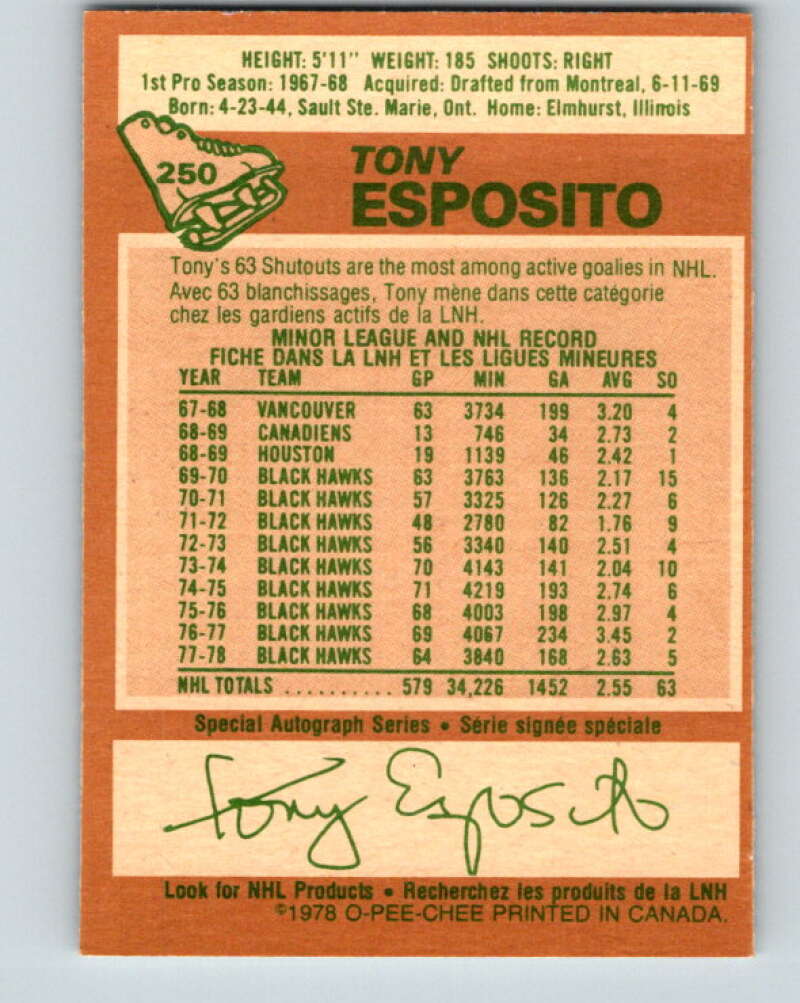 HEIGHT: 5'11" WEIGHT: 185 SHOOTS: RIGHT
1st Pro Season: 1967-68 Acquired: Drafted from Montreal, 6-11-69
Born: 4-23-44, Sault Ste. Marie, Ont. Home: Elmhurst, Illinois
250
TONY
ESPOSITO
Tony's 63 Shutouts are the most among active goalies in NHL.
Avec 63 blanchissages, Tony mène dans cette catégorie
chez les gardiens actifs de la LNH.
MINOR LEAGUE AND NHL RECORD
FICHE DANS LA LNH ET LES LIGUES MINEURES
YEAR TEAM GP MIN GA AVG SO
67-68 VANCOUVER 63 3734 199 3.20 4
68-69 CANADIENS 13 746 34 2.73 2
68-69 HOUSTON 19 1139 46 2.42 1
69-70 BLACK HAWKS 63 3763 136 2.17 15
70-71 BLACK HAWKS 57 3325 126 2.27 6
71-72 BLACK HAWKS 48 2780 82 1.76 9
72-73 BLACK HAWKS 56 3340 140 2.51 4
73-74 BLACK HAWKS 70 4143 141 2.04 10
74-75 BLACK HAWKS 71 4219 193 2.74 6
75-76 BLACK HAWKS 68 4003 198 2.97 4
76-77 BLACK HAWKS 69 4067 234 3.45 2
77-78 BLACK HAWKS 64 3840 168 2.63 5
NHL TOTALS .......... 579 34,226 1452 2.55 63
Special Autograph Series • Série signée spéciale
Tony Esposito
Look for NHL Products • Recherchez les produits de la LNH
©1978 O-PEE-CHEE PRINTED IN CANADA.